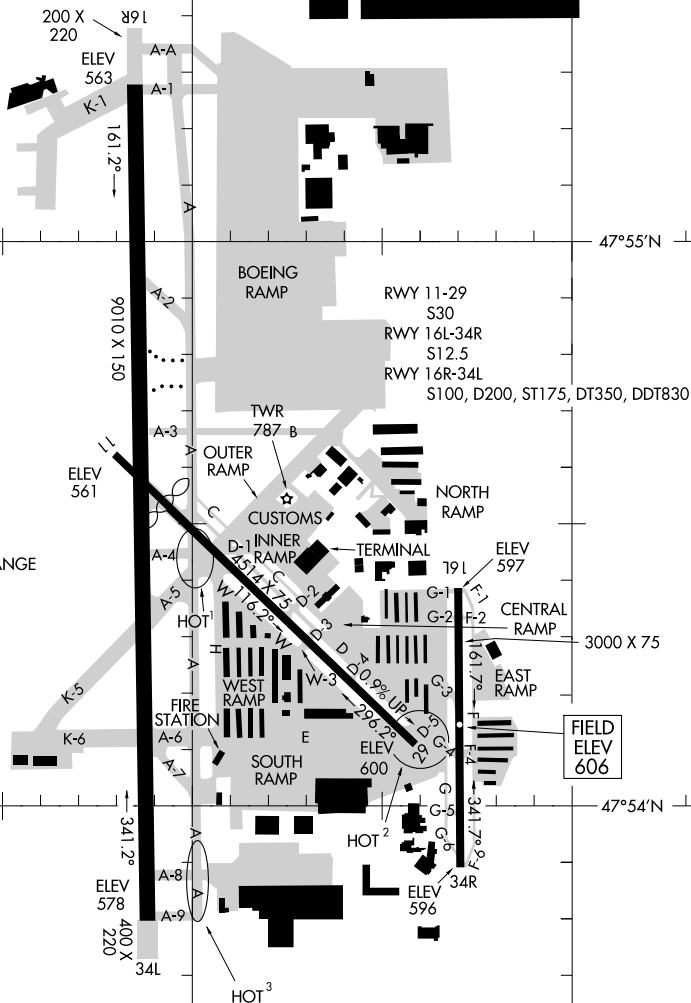 16R
200 X
220
A-A
ELEV
563
A-1
K-1
161.2°
A
47°55'N
BOEING
RAMP
A-2
RWY 11-29
S30
RWY 16L-34R
S12.5
RWY 16R-34L
S100, D200, ST175, DT350, DDT830
9010 X 150
TWR
787
B
A-3
A
11
OUTER
RAMP
ELEV
561
C
CUSTOMS
NORTH
RAMP
D-1
INNER
RAMP
TERMINAL
16L
ELEV
597
ANGE
A-4
4514 X 75
C
D-2
G-1
F-1
A-5
W
116.2°
D-3
G-2
F-2
CENTRAL
RAMP
HOT1
W
D
3000 X 75
161.7°
H
A
D-4
WEST
RAMP
W-3
0.9% UP
G-3
EAST
RAMP
K-5
296.2°
D-5
F
FIRE
STATION
K-6
A-6
E
ELEV
600
29
G-4
F-4
FIELD
ELEV
606
A-7
SOUTH
RAMP
G
47°54'N
341.2°
A
HOT2
G-5
341.7°
G-6
F-6
ELEV
578
A-8
A
34R
ELEV
596
A-9
400 X
220
34L
HOT3